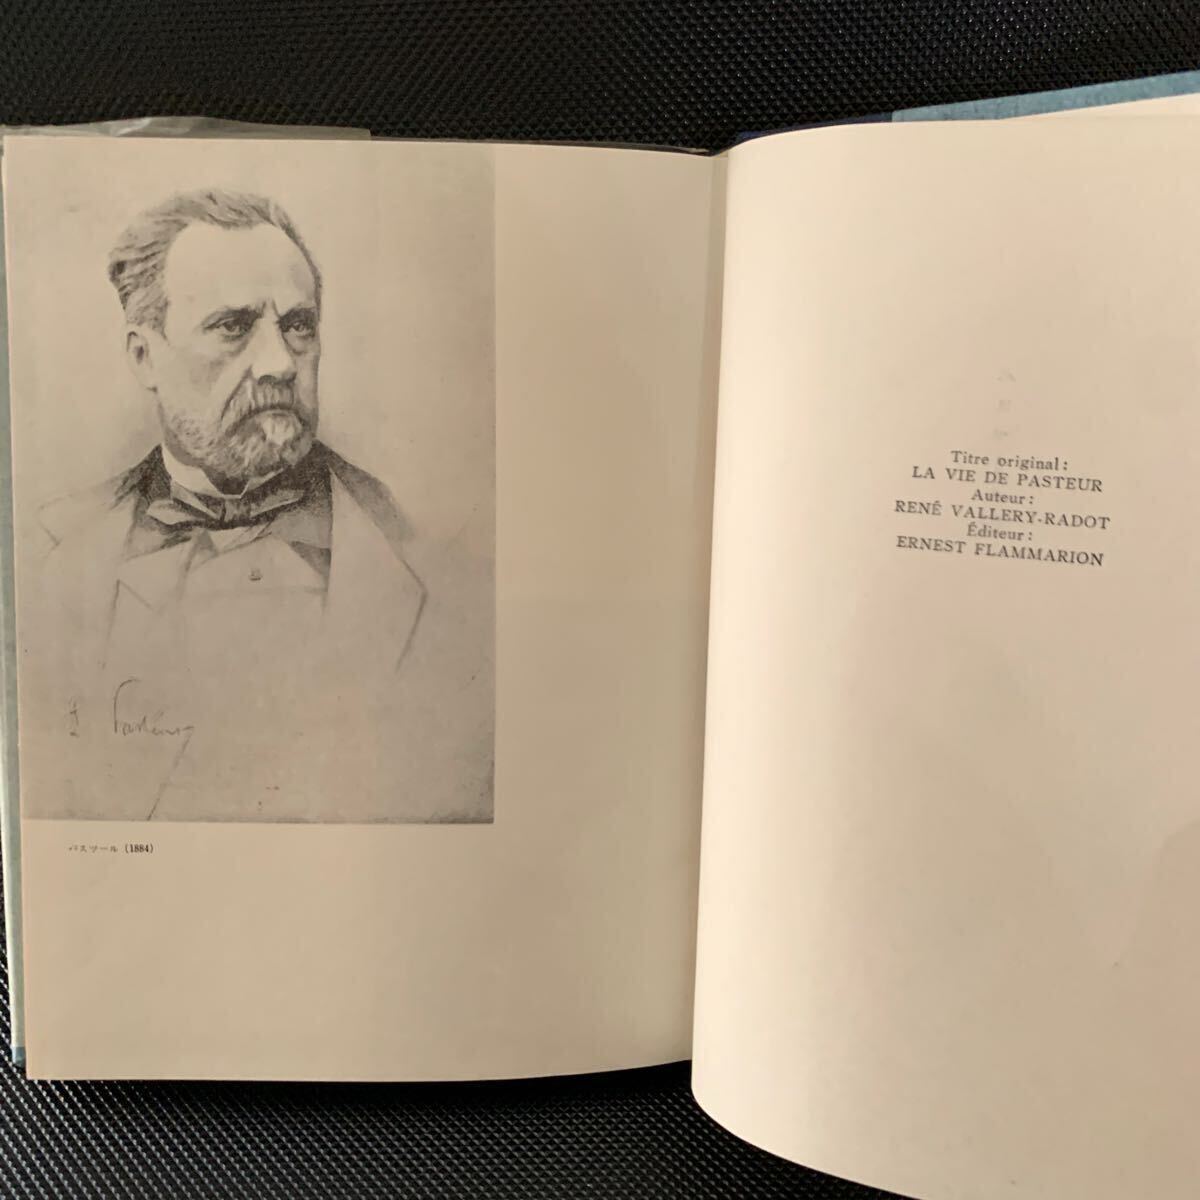 L Pasteur
パスツール (1884)
Titre original:
LA VIE DE PASTEUR
Auteur:
RENÉ VALLERY-RADOT
Éditeur:
ERNEST FLAMMARION